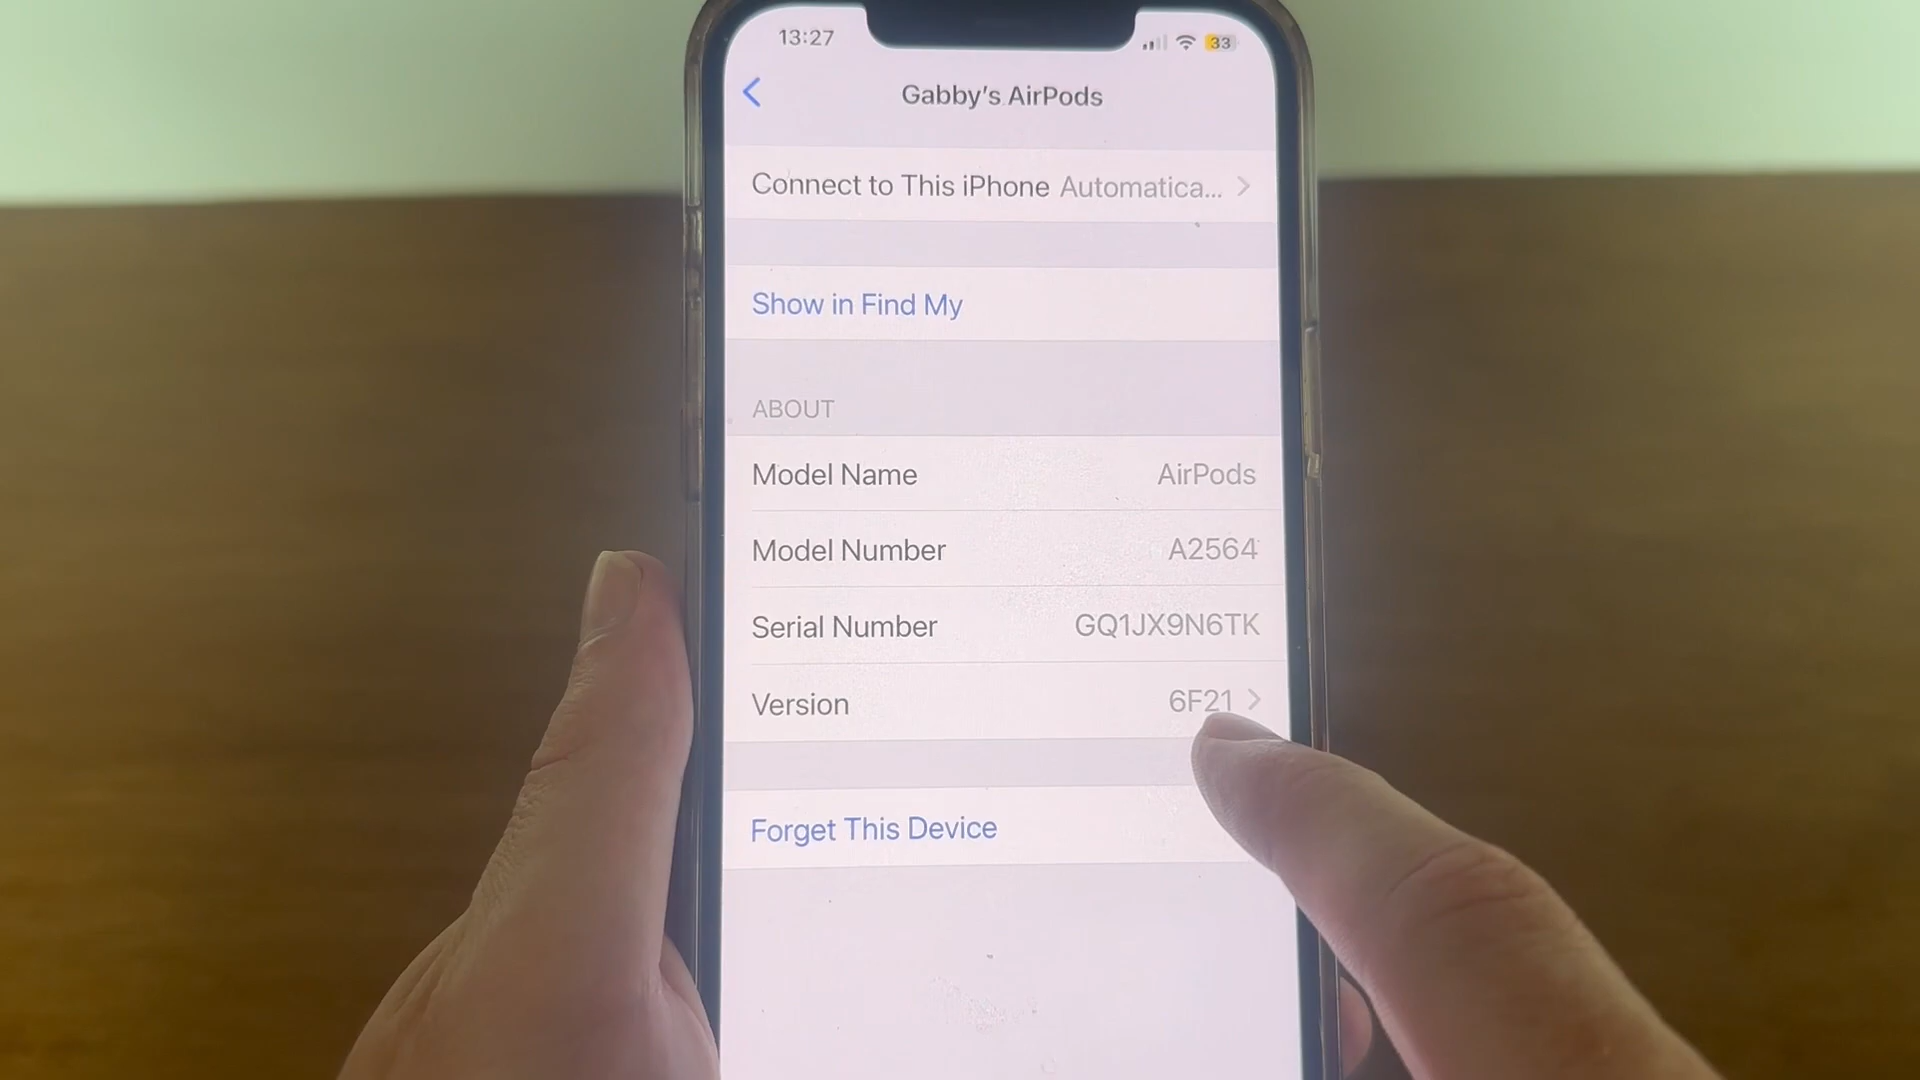 13:27
33
Gabby's AirPods
Connect to This iPhone Automatica...
Show in Find My
ABOUT
Model Name AirPods
Model Number A2564
Serial Number GQ1JX9N6TK
Version 6F21
Forget This Device